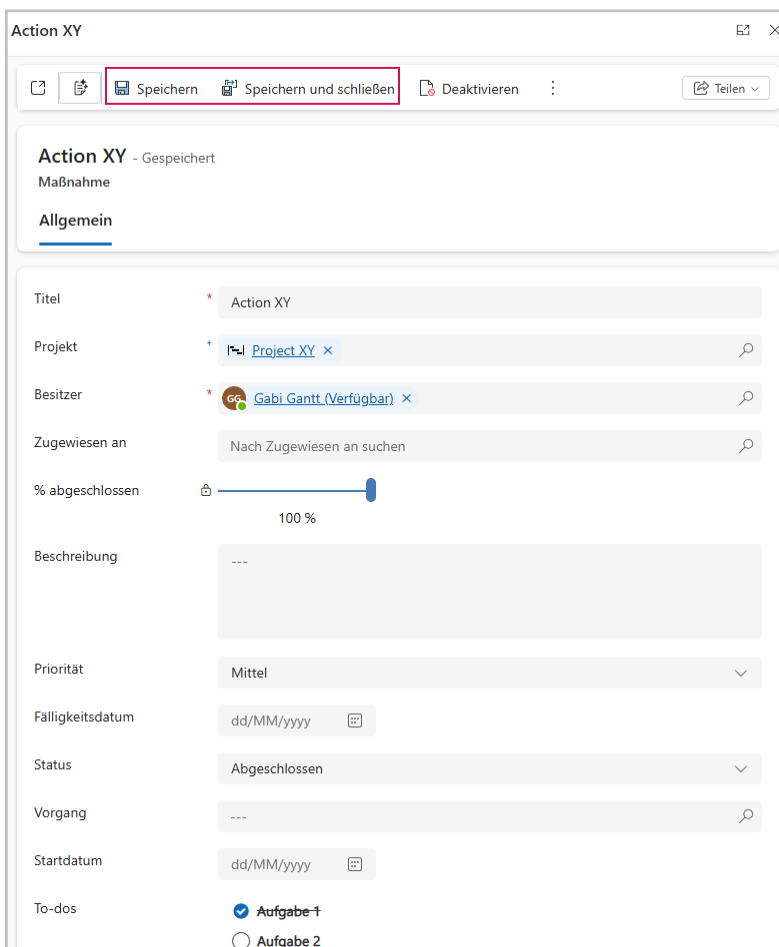 Action XY
Speichern Speichern und schließen Deaktivieren Teilen
Action XY - Gespeichert
Maßnahme
Allgemein
Titel * Action XY
Projekt + Project XY
Besitzer * GG Gabi Gantt (Verfügbar)
Zugewiesen an Nach Zugewiesen an suchen
% abgeschlossen
100 %
Beschreibung ---
Priorität Mittel
Fälligkeitsdatum dd/MM/yyyy
Status Abgeschlossen
Vorgang ---
Startdatum dd/MM/yyyy
To-dos Aufgabe 1
Aufgabe 2